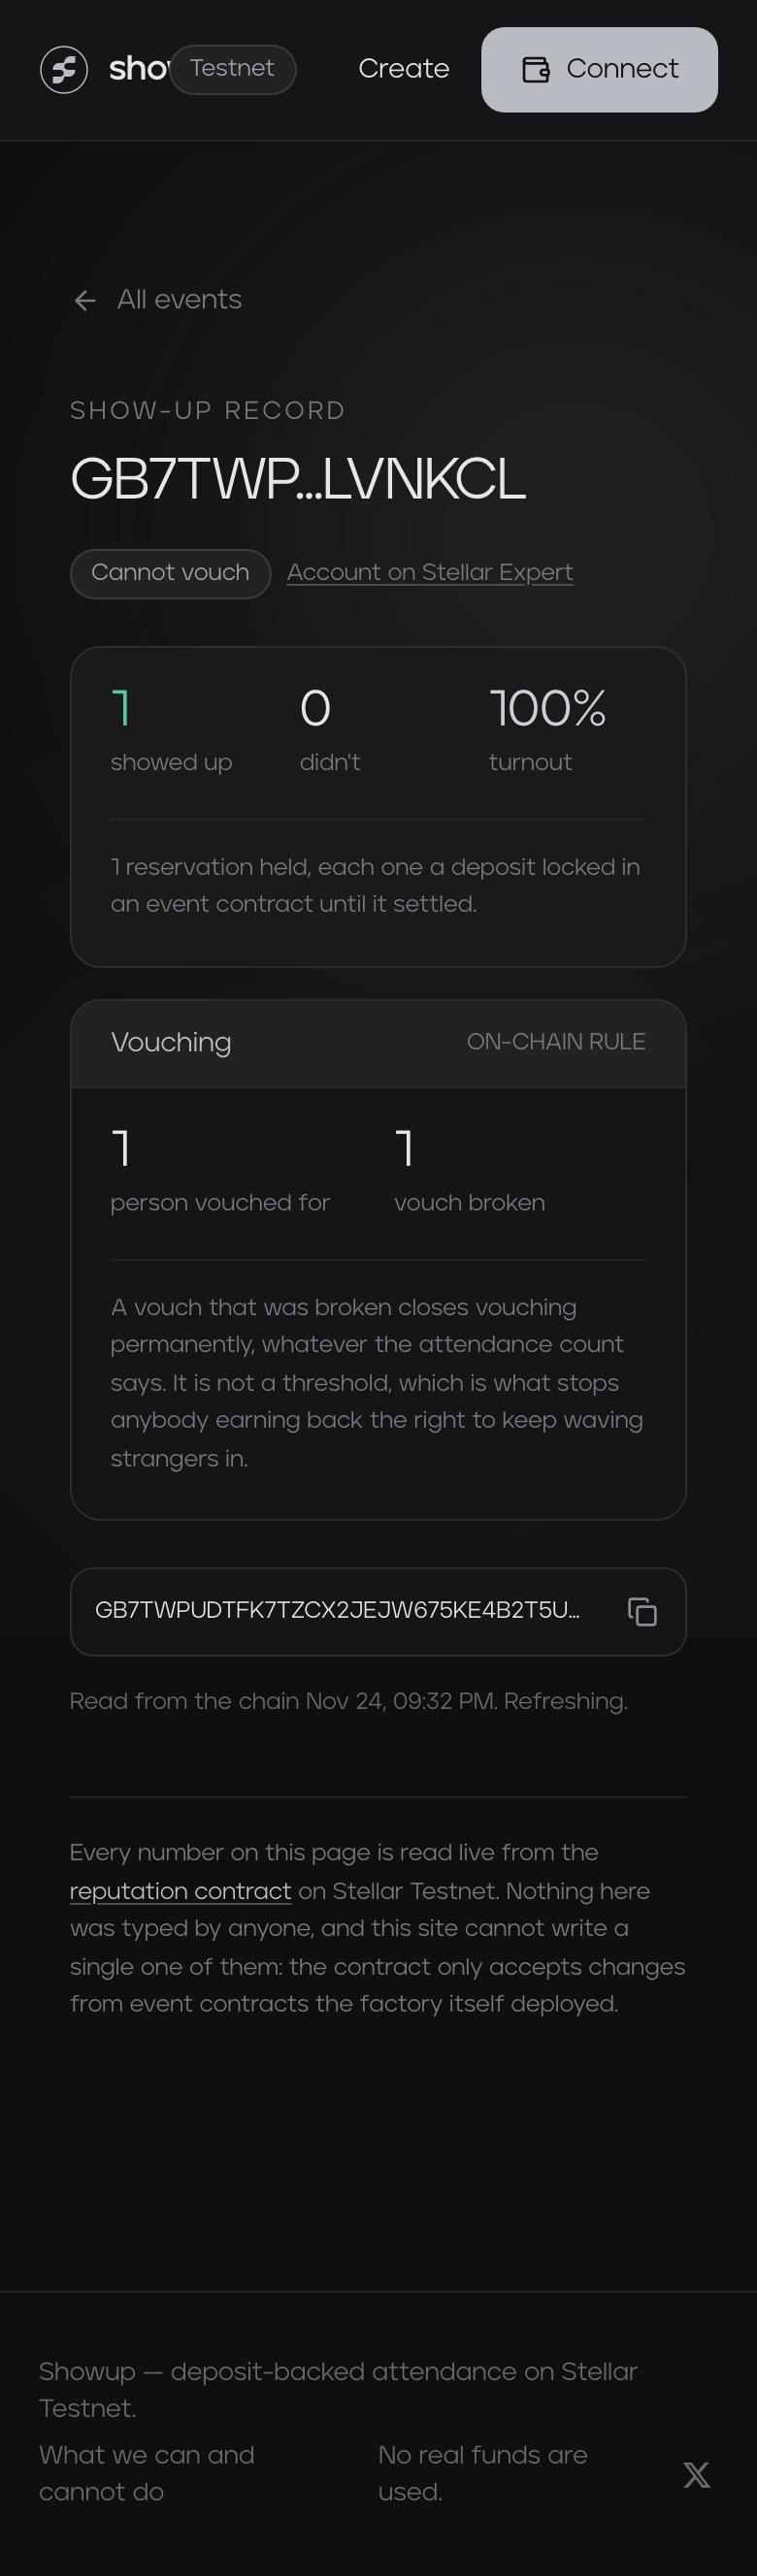 Testnet
Create
Connect
All events
SHOW-UP RECORD
GB7TWP...LVNKCL
Cannot vouch
Account on Stellar Expert
1 0 100%
showed up didn't turnout
1 reservation held, each one a deposit locked in
an event contract until it settled.
Vouching ON-CHAIN RULE
1 1
person vouched for vouch broken
A vouch that was broken closes vouching
permanently, whatever the attendance count
says. It is not a threshold, which is what stops
anybody earning back the right to keep waving
strangers in.
GB7TWPUDTFK7TZCX2JEJW675KE4B2T5U...
Read from the chain Nov 24, 09:32 PM. Refreshing.
Every number on this page is read live from the
reputation contract on Stellar Testnet. Nothing here
was typed by anyone, and this site cannot write a
single one of them: the contract only accepts changes
from event contracts the factory itself deployed.
Showup — deposit-backed attendance on Stellar
Testnet.
What we can and
cannot do
No real funds are
used.